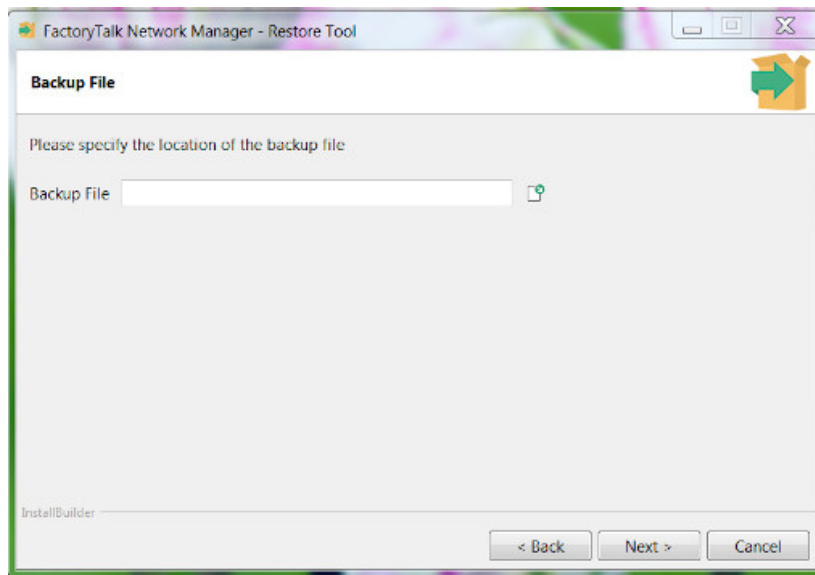 FactoryTalk Network Manager - Restore Tool
Backup File
Please specify the location of the backup file
Backup File
InstallBuilder
< Back Next > Cancel